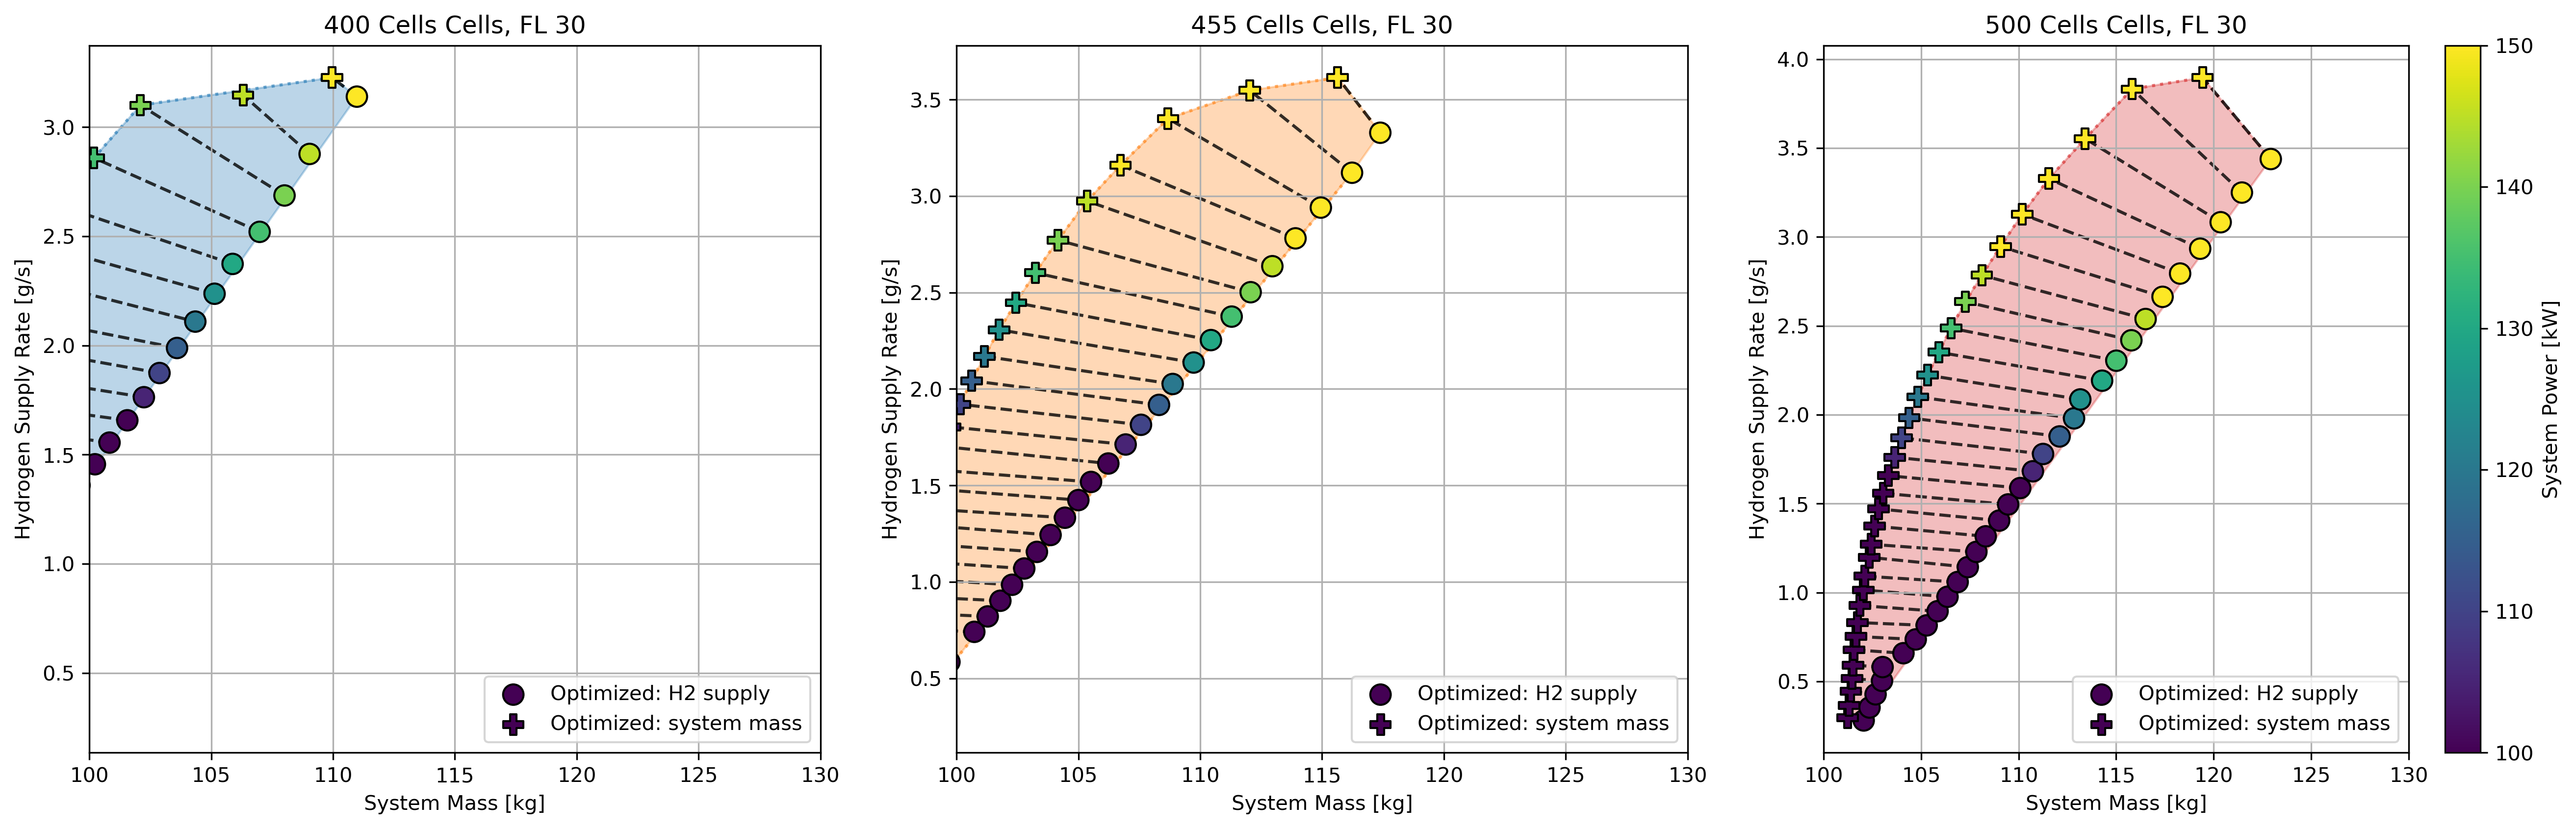 400 Cells Cells, FL 30
Hydrogen Supply Rate [g/s]
3.0
2.5
2.0
1.5
1.0
0.5
100 105 110 115 120 125 130
System Mass [kg]
Optimized: H2 supply
Optimized: system mass
455 Cells Cells, FL 30
Hydrogen Supply Rate [g/s]
3.5
3.0
2.5
2.0
1.5
1.0
0.5
100 105 110 115 120 125 130
System Mass [kg]
Optimized: H2 supply
Optimized: system mass
500 Cells Cells, FL 30
Hydrogen Supply Rate [g/s]
4.0
3.5
3.0
2.5
2.0
1.5
1.0
0.5
100 105 110 115 120 125 130
System Mass [kg]
Optimized: H2 supply
Optimized: system mass
150
140
130
120
110
100
System Power [kW]